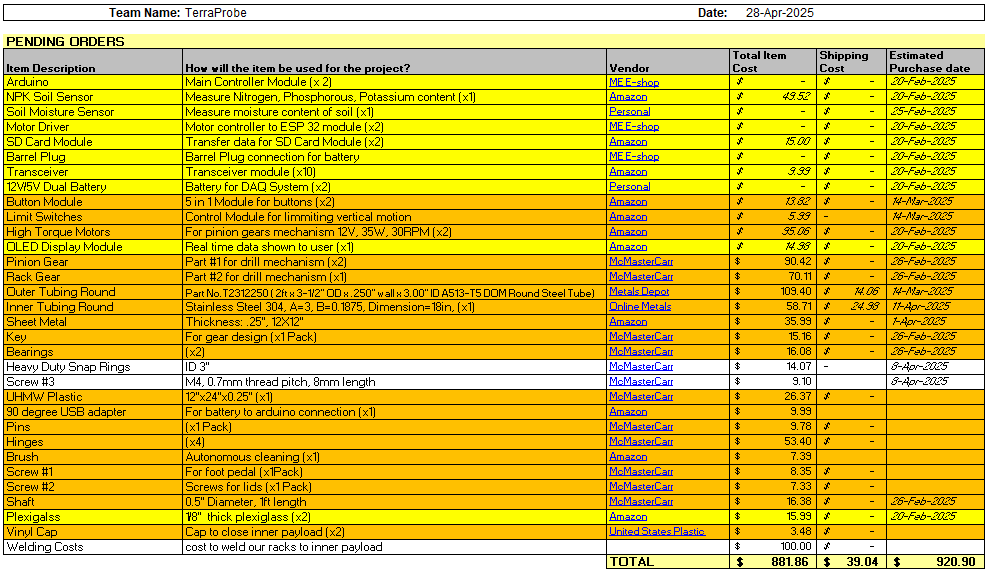 Team Name: TerraProbe Date: 28-Apr-2025
PENDING ORDERS
Item Description How will the item be used for the project? Vendor Total Item Cost Shipping Cost Estimated Purchase date
Arduino Main Controller Module (x 2) ME E-shop $ - $ - 20-Feb-2025
NPK Soil Sensor Measure Nitrogen, Phosphorous, Potassium content (x1) Amazon $ 49.52 $ - 20-Feb-2025
Soil Moisture Sensor Measure moisture content of soil (x1) Personal $ - $ - 25-Feb-2025
Motor Driver Motor controller to ESP 32 module (x2) ME E-shop $ - $ - 20-Feb-2025
SD Card Module Transfer data for SD Card Module (x2) Amazon $ 15.00 $ - 20-Feb-2025
Barrel Plug Barrel Plug connection for battery ME E-shop $ - $ - 20-Feb-2025
Transceiver Transceiver module (x10) Amazon $ 9.99 $ - 20-Feb-2025
12V/5V Dual Battery Battery for DAQ System (x2) Personal $ - $ - 20-Feb-2025
Button Module 5 in 1 Module for buttons (x2) Amazon $ 13.82 $ - 14-Mar-2025
Limit Switches Control Module for limmiting vertical motion Amazon $ 5.99 - 14-Mar-2025
High Torque Motors For pinion gears mechanism 12V, 35W, 30RPM (x2) Amazon $ 95.06 $ - 20-Feb-2025
OLED Display Module Real time data shown to user (x1) Amazon $ 14.98 $ - 20-Feb-2025
Pinion Gear Part #1 for drill mechanism (x2) McMasterCarr $ 90.42 $ - 26-Feb-2025
Rack Gear Part #2 for drill mechanism (x1) McMasterCarr $ 70.11 $ - 26-Feb-2025
Outer Tubing Round Part No.T2312250 ( 2ft x 3-1/2" OD x .250" wall x 3.00" ID A513-T5 DOM Round Steel Tube) Metals Depot $ 109.40 $ 14.06 14-Mar-2025
Inner Tubing Round Stainless Steel 304, A=3, B=0.1875, Dimension=18in, (x1) Online Metals $ 58.71 $ 24.98 11-Apr-2025
Sheet Metal Thickness: .25", 12X12" Amazon $ 35.99 $ - 1-Apr-2025
Key For gear design (x1 Pack) McMasterCarr $ 15.16 $ - 26-Feb-2025
Bearings (x2) McMasterCarr $ 16.08 $ - 26-Feb-2025
Heavy Duty Snap Rings ID 3" McMasterCarr $ 14.07 - 8-Apr-2025
Screw #3 M4, 0.7mm thread pitch, 8mm length McMasterCarr $ 9.10 8-Apr-2025
UHMW Plastic 12"x24"x0.25" (x1) McMasterCarr $ 26.37 $ -
90 degree USB adapter For battery to arduino connection (x1) Amazon $ 9.99
Pins (x1 Pack) McMasterCarr $ 9.78 $ -
Hinges (x4) McMasterCarr $ 53.40 $ -
Brush Autonomous cleaning (x1) Amazon $ 7.39
Screw #1 For foot pedal (x1Pack) McMasterCarr $ 8.35 $ -
Screw #2 Screws for lids (x1 Pack) McMasterCarr $ 7.33 $ -
Shaft 0.5" Diameter, 1ft length McMasterCarr $ 16.38 $ - 26-Feb-2025
Plexigalss 1/8" thick plexiglass (x2) Amazon $ 15.99 $ - 20-Feb-2025
Vinyl Cap Cap to close inner payload (x2) United States Plastic $ 3.48 $ -
Welding Costs cost to weld our racks to inner payload $ 100.00 $ -
TOTAL $ 881.86 $ 39.04 $ 920.90